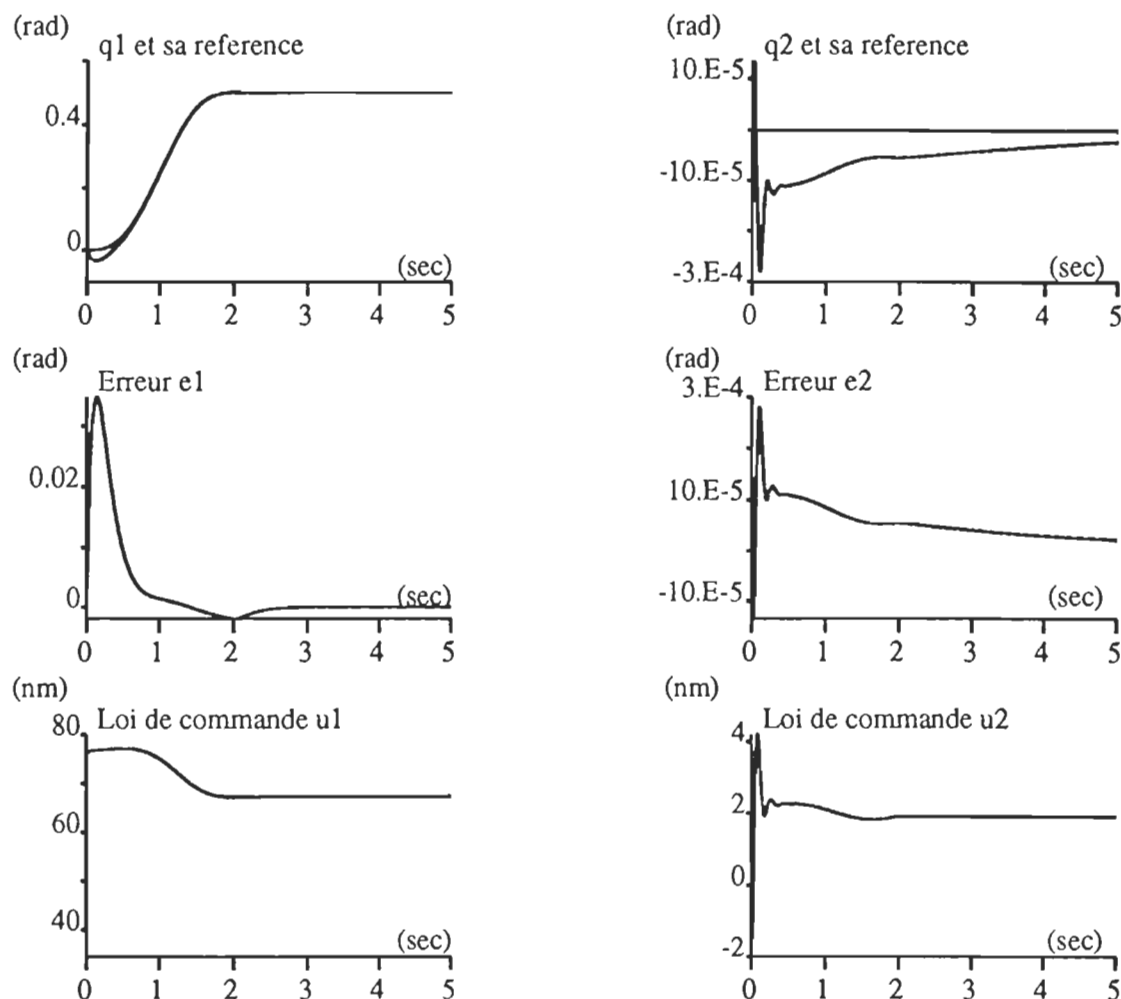 (rad)
q1 et sa reference
0.4
0
(sec)
0 1 2 3 4 5
(rad)
q2 et sa reference
10.E-5
-10.E-5
-3.E-4
(sec)
0 1 2 3 4 5
(rad)
Erreur e1
0.02
0
(sec)
0 1 2 3 4 5
(rad)
Erreur e2
3.E-4
10.E-5
-10.E-5
(sec)
0 1 2 3 4 5
(nm)
Loi de commande u1
80
60
40
(sec)
0 1 2 3 4 5
(nm)
Loi de commande u2
4
2
0
-2
(sec)
0 1 2 3 4 5